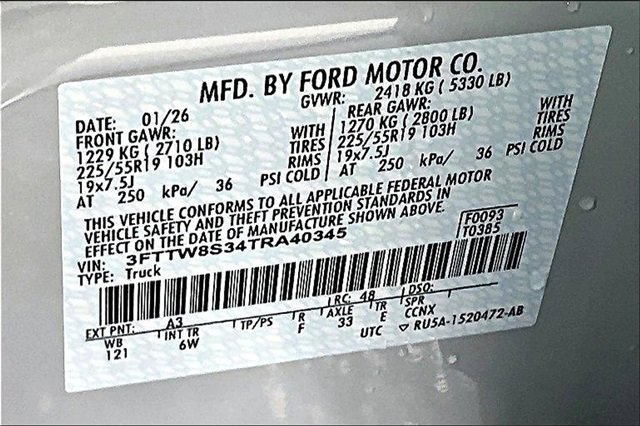 MFD. BY FORD MOTOR CO.
DATE: 01/26 GVWR: 2418 KG ( 5330 LB)
FRONT GAWR: REAR GAWR:
1229 KG ( 2710 LB) WITH 1270 KG ( 2800 LB) WITH
225/55R19 103H TIRES 225/55R19 103H TIRES
19x7.5J RIMS 19x7.5J RIMS
AT 250 kPa/ 36 PSI COLD AT 250 kPa/ 36 PSI COLD
THIS VEHICLE CONFORMS TO ALL APPLICABLE FEDERAL MOTOR
VEHICLE SAFETY AND THEFT PREVENTION STANDARDS IN
EFFECT ON THE DATE OF MANUFACTURE SHOWN ABOVE.
VIN: 3FTTW8S34TRA40345 F0093
TYPE: Truck T0385
EXT PNT: A3 RC: 48 DSO:
WB INT TR TP/PS R AXLE TR SPR
121 6W F 33 E CCNX
UTC ▽ RU5A-1520472-AB